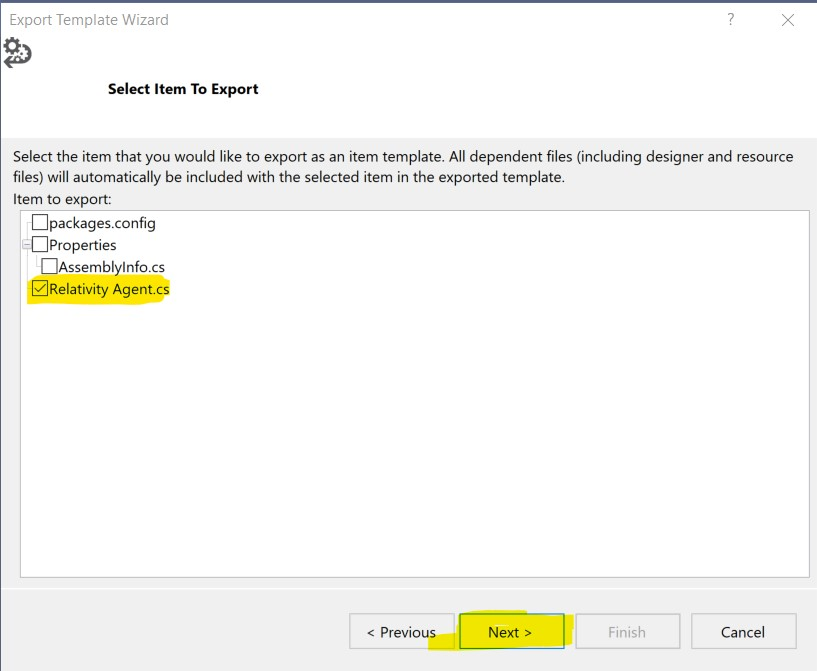 Export Template Wizard
?
Select Item To Export
Select the item that you would like to export as an item template. All dependent files (including designer and resource
files) will automatically be included with the selected item in the exported template.
Item to export:
packages.config
Properties
AssemblyInfo.cs
Relativity Agent.cs
< Previous
Next >
Finish
Cancel